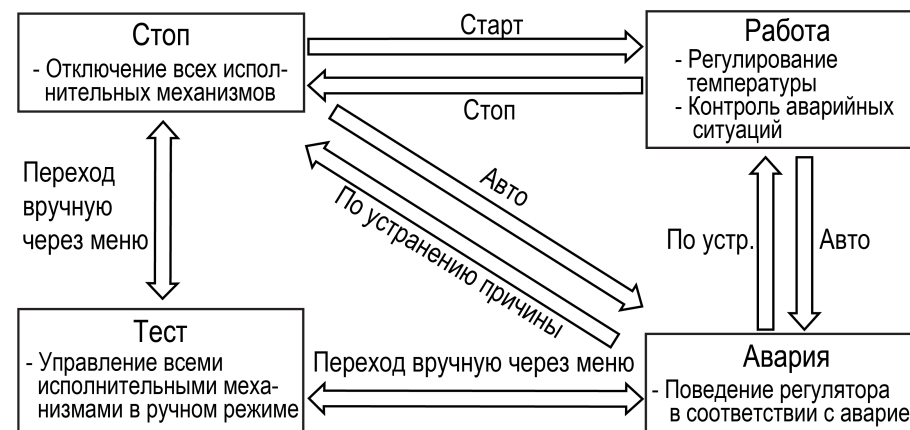 Стоп
- Отключение всех испол-
нительных механизмов
Старт
Стоп
Работа
- Регулирование
температуры
- Контроль аварийных
ситуаций
Переход
вручную
через меню
Авто
По устранению причины
По устр.
Авто
Тест
- Управление всеми
исполнительными меха-
низмами в ручном режиме
Переход вручную через меню
Авария
- Поведение регулятора
в соответствии с аварие